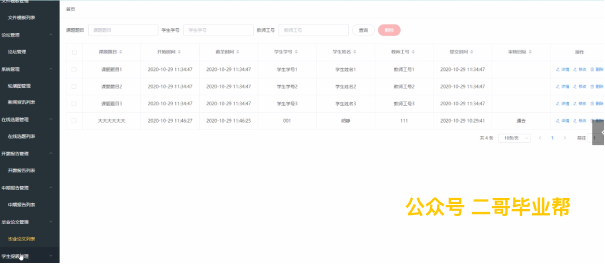 文件模板列表
论坛管理
论坛管理
系统管理
轮播图管理
新闻资讯列表
在线选题管理
在线选题列表
开题报告管理
开题报告列表
中期报告管理
中期报告列表
毕业论文管理
毕业论文列表
学生成绩管理
首页
课题题目 课题题目 学生学号 学生学号 教师工号 教师工号 查询 删除
课题题目 开始时间 截止时间 学生学号 学生姓名 教师工号 提交时间 审核状态 操作
课题题目1 2020-10-29 11:34:47 2020-10-29 11:34:47 学生学号1 学生姓名1 教师工号1 2020-10-29 11:34:47 详情 修改 删除
课题题目2 2020-10-29 11:34:47 2020-10-29 11:34:47 学生学号2 学生姓名2 教师工号2 2020-10-29 11:34:47 详情 修改 删除
课题题目3 2020-10-29 11:34:47 2020-10-29 11:34:47 学生学号3 学生姓名3 教师工号3 2020-10-29 11:34:47 详情 修改 删除
大大大大大大 2020-10-29 11:46:27 2020-10-29 11:46:25 001 111 2020-10-29 10:29:41 通过 详情 修改 删除
共 4 条 10条/页 1 前往 1
公众号 二哥毕业帮